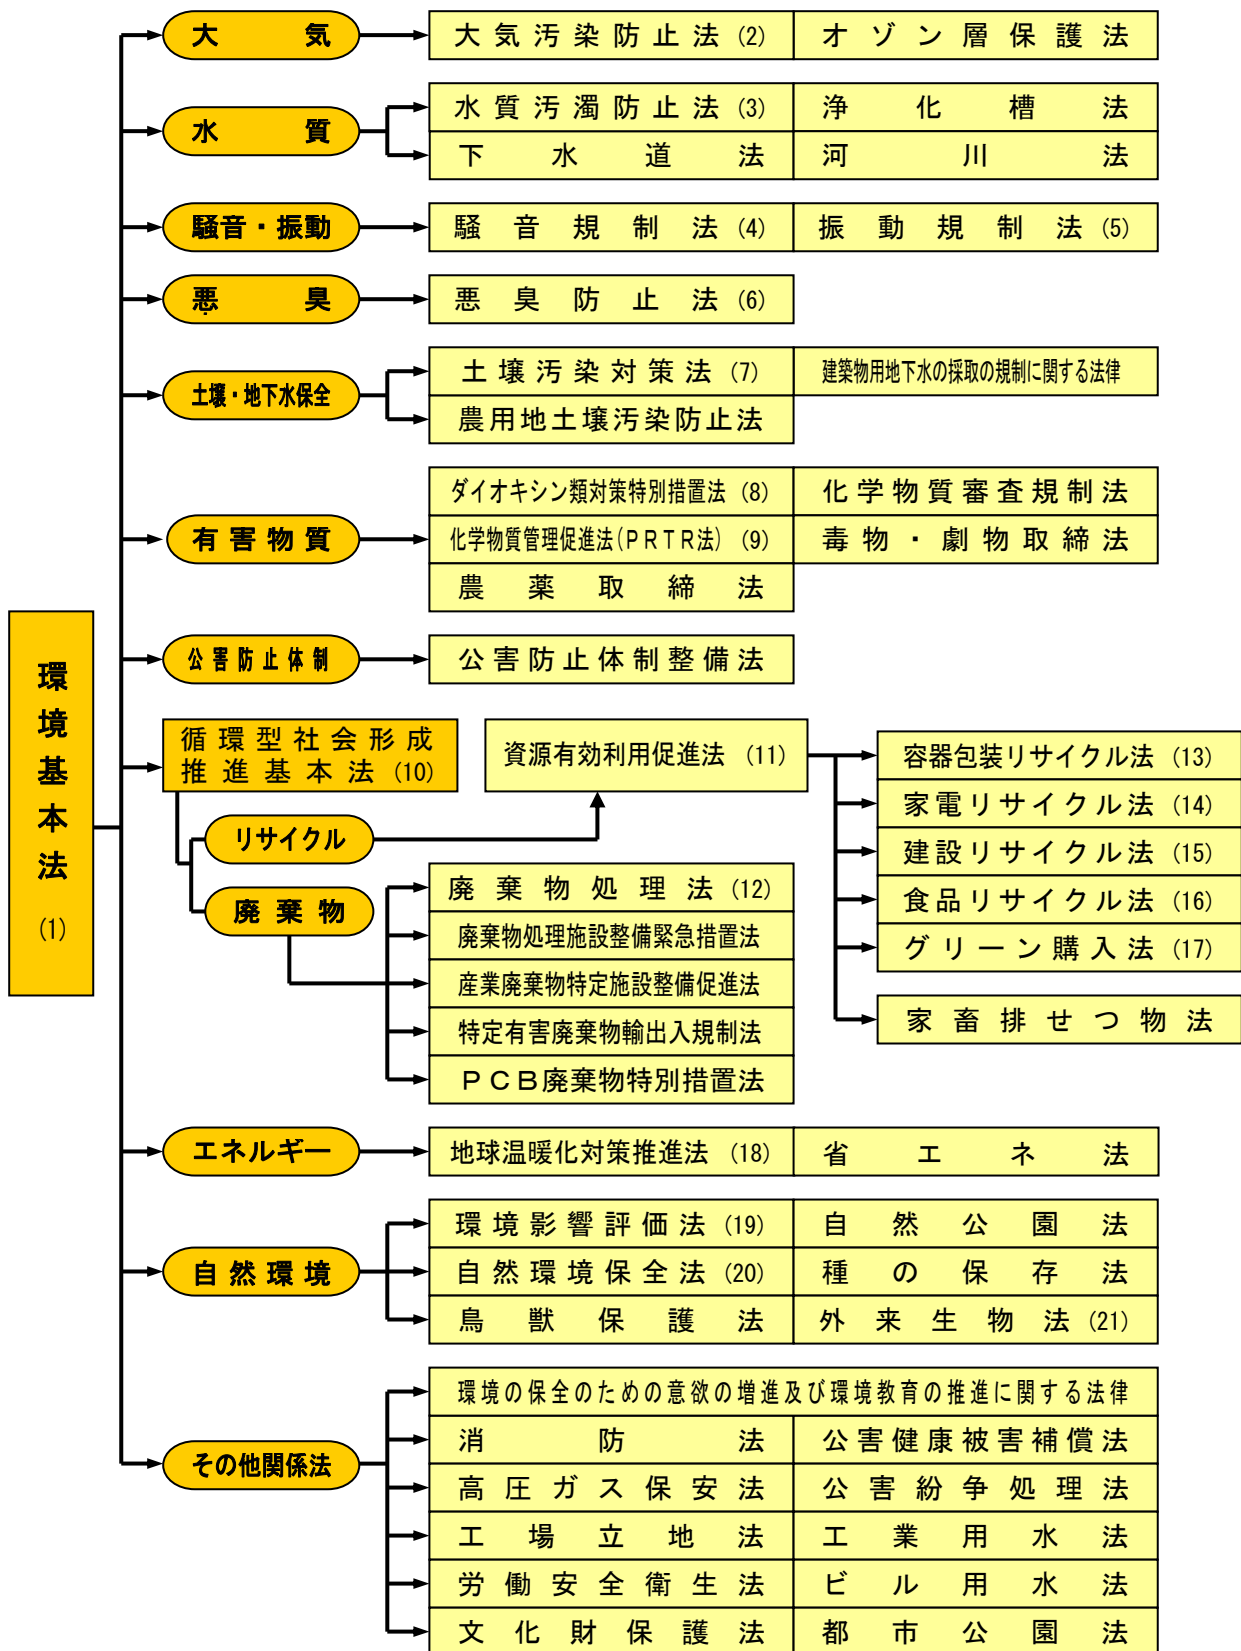 環境基本法 (1)
大気
大気汚染防止法 (2)
オゾン層保護法
水質
水質汚濁防止法 (3)
浄化槽法
下水道法
河川法
騒音・振動
騒音規制法 (4)
振動規制法 (5)
悪臭
悪臭防止法 (6)
土壌・地下水保全
土壌汚染対策法 (7)
建築物用地下水の採取の規制に関する法律
農用地土壌汚染防止法
有害物質
ダイオキシン類対策特別措置法 (8)
化学物質審査規制法
化学物質管理促進法(PRTR法) (9)
毒物・劇物取締法
農薬取締法
公害防止体制
公害防止体制整備法
循環型社会形成
推進基本法 (10)
リサイクル
資源有効利用促進法 (11)
容器包装リサイクル法 (13)
家電リサイクル法 (14)
建設リサイクル法 (15)
食品リサイクル法 (16)
グリーン購入法 (17)
家畜排せつ物法
廃棄物
廃棄物処理法 (12)
廃棄物処理施設整備緊急措置法
産業廃棄物特定施設整備促進法
特定有害廃棄物輸出入規制法
PCB廃棄物特別措置法
エネルギー
地球温暖化対策推進法 (18)
省エネ法
自然環境
環境影響評価法 (19)
自然公園法
自然環境保全法 (20)
種の保存法
鳥獣保護法
外来生物法 (21)
その他関係法
環境の保全のための意欲の増進及び環境教育の推進に関する法律
消防法
公害健康被害補償法
高圧ガス保安法
公害紛争処理法
工場立地法
工業用水法
労働安全衛生法
ビル用水法
文化財保護法
都市公園法